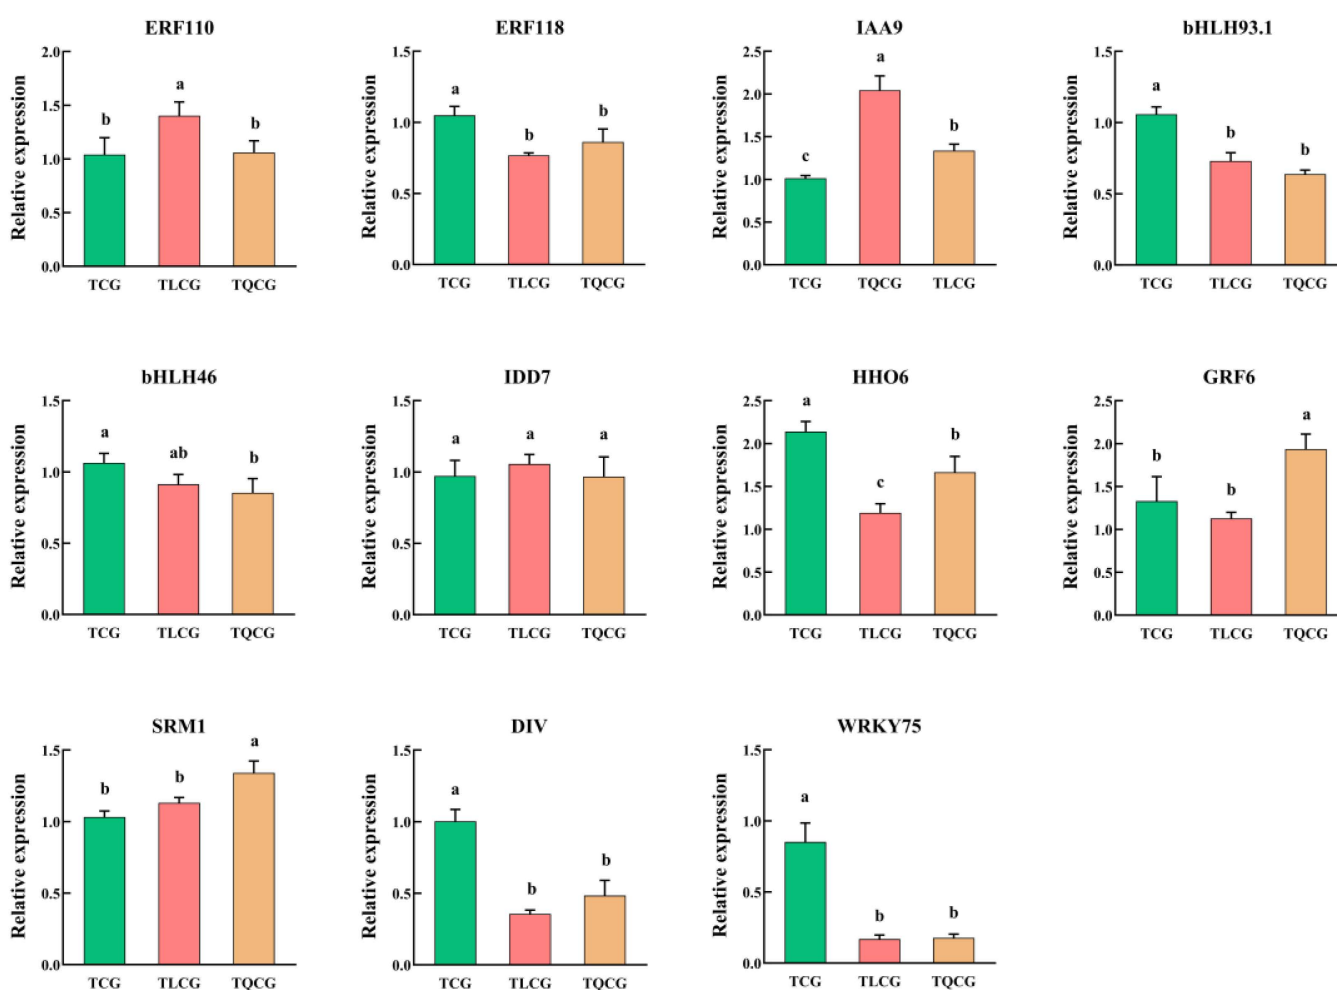 ERF110
ERF118
IAA9
bHLH93.1
Relative expression
2.0
1.5
1.0
0.5
0.0
b
a
b
TCG
TLCG
TQCG
Relative expression
1.5
1.0
0.5
0.0
a
b
b
TCG
TLCG
TQCG
Relative expression
2.5
2.0
1.5
1.0
0.5
0.0
c
a
b
TCG
TQCG
TLCG
Relative expression
1.5
1.0
0.5
0.0
a
b
b
TCG
TLCG
TQCG
bHLH46
IDD7
HHO6
GRF6
Relative expression
1.5
1.0
0.5
0.0
a
ab
b
TCG
TLCG
TQCG
Relative expression
1.5
1.0
0.5
0.0
a
a
a
TCG
TLCG
TQCG
Relative expression
2.5
2.0
1.5
1.0
0.5
0.0
a
c
b
TCG
TLCG
TQCG
Relative expression
2.5
2.0
1.5
1.0
0.5
0.0
b
b
a
TCG
TLCG
TQCG
SRM1
DIV
WRKY75
Relative expression
1.5
1.0
0.5
0.0
b
b
a
TCG
TLCG
TQCG
Relative expression
1.5
1.0
0.5
0.0
a
b
b
TCG
TLCG
TQCG
Relative expression
1.5
1.0
0.5
0.0
a
b
b
TCG
TLCG
TQCG